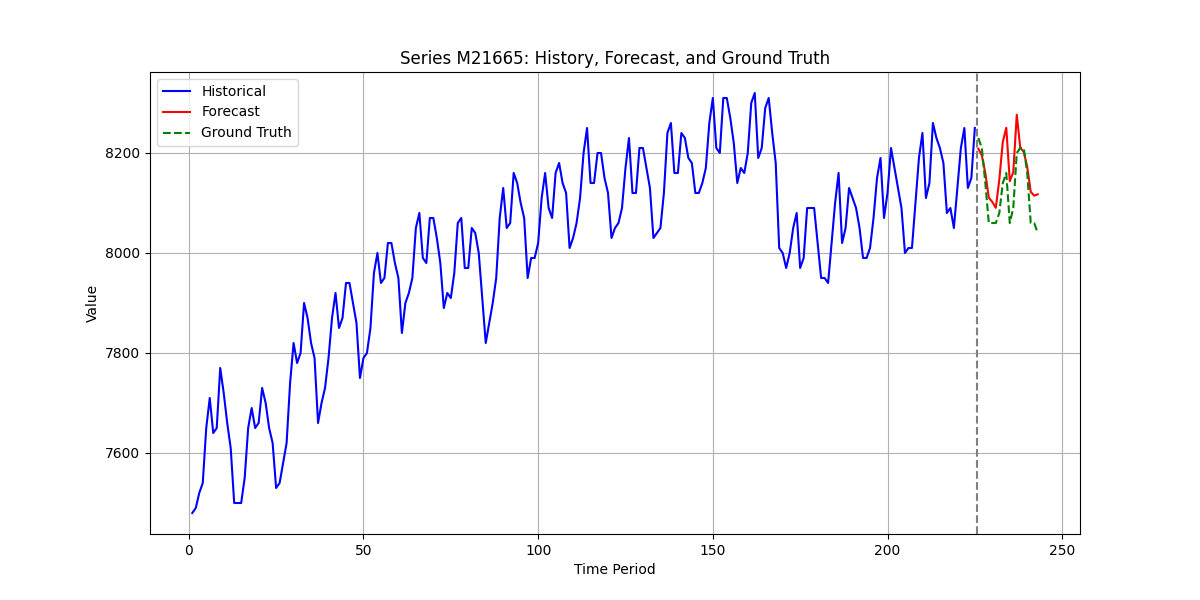 Series M21665: History, Forecast, and Ground Truth
Historical
Forecast
Ground Truth
8200
8000
7800
7600
Value
0 50 100 150 200 250
Time Period